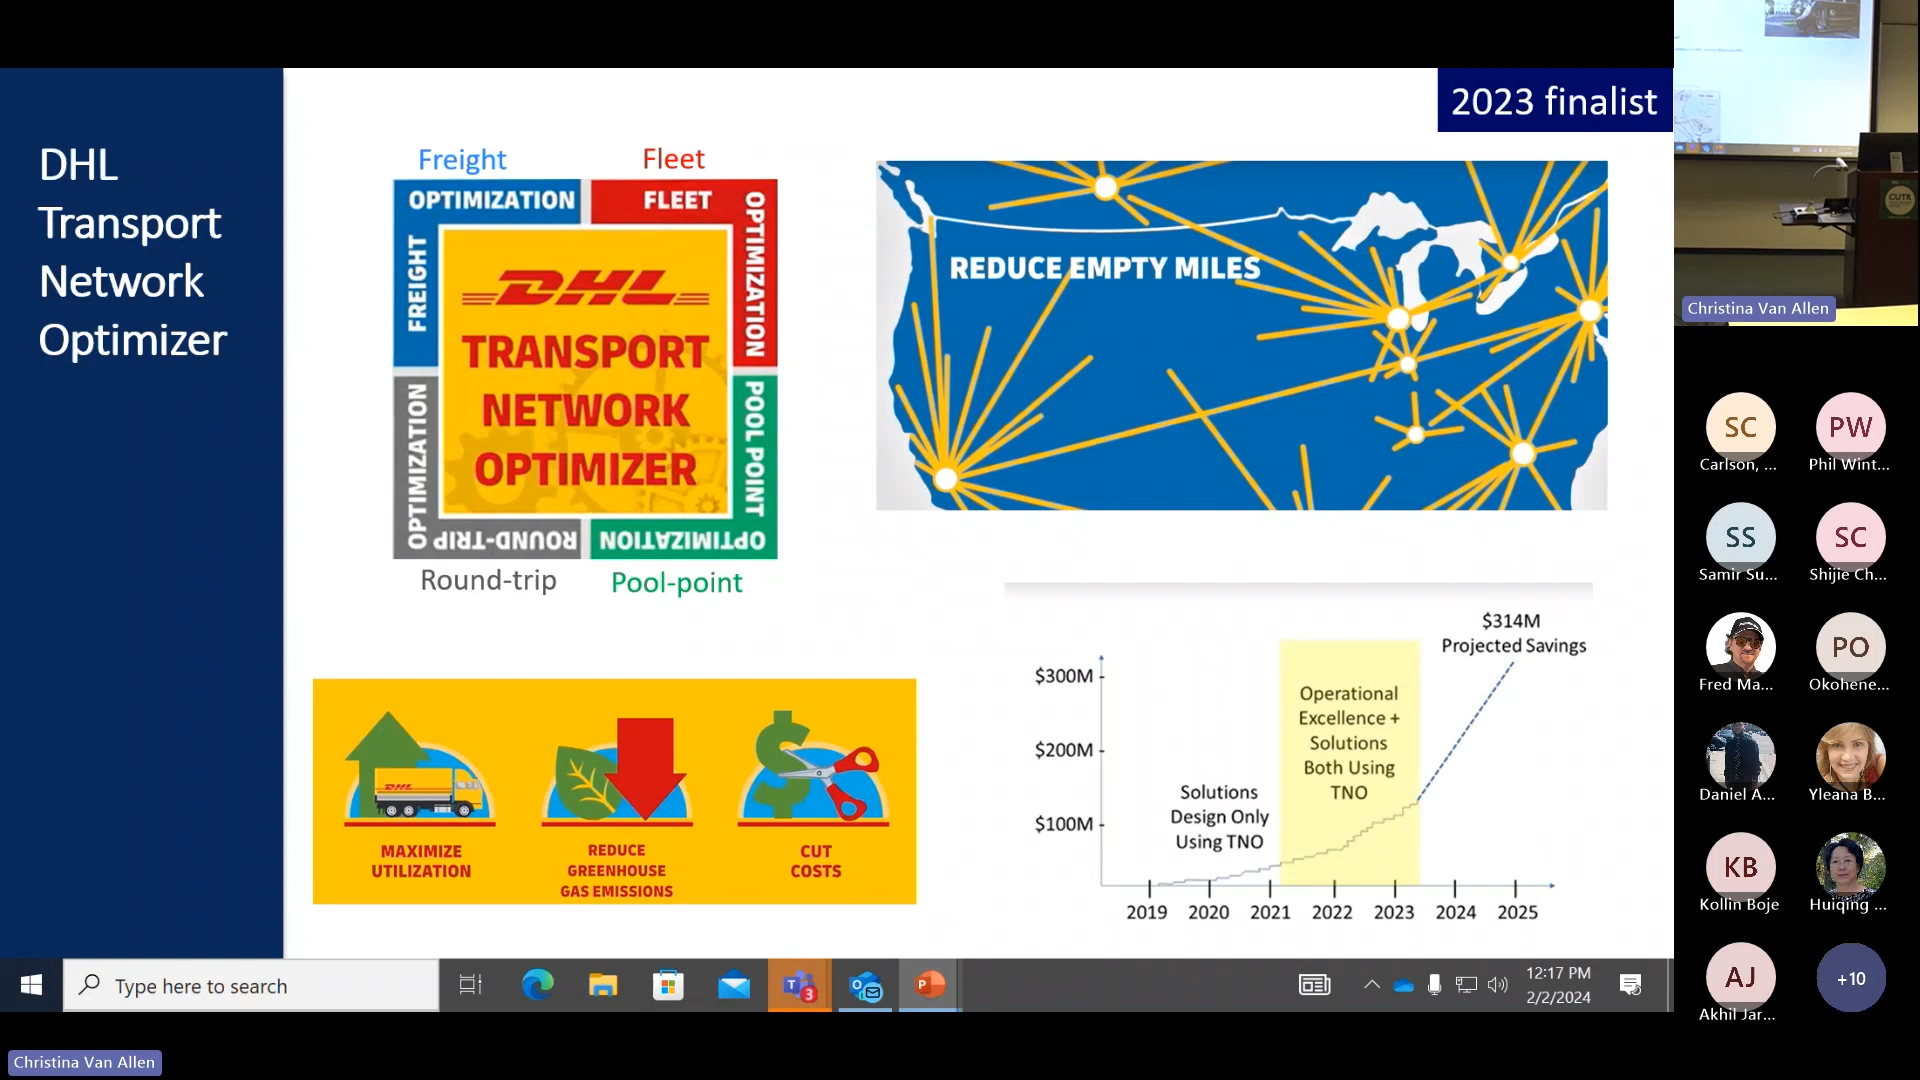 2023 finalist
DHL
Transport
Network
Optimizer
Freight
Fleet
OPTIMIZATION
FLEET
OPTIMIZATION
FREIGHT
DHL
TRANSPORT
NETWORK
OPTIMIZER
OPTIMIZATION
POOL POINT
ROUND-TRIP
OPTIMIZATION
Round-trip
Pool-point
REDUCE EMPTY MILES
DHL
MAXIMIZE
UTILIZATION
REDUCE
GREENHOUSE
GAS EMISSIONS
CUT
COSTS
$314M
Projected Savings
$300M
$200M
$100M
Operational
Excellence +
Solutions
Both Using
TNO
Solutions
Design Only
Using TNO
2019 2020 2021 2022 2023 2024 2025
Type here to search
T
3
O
P
12:17 PM
2/2/2024
Christina Van Allen
CUTR
Christina Van Allen
SC
Carlson, ...
PW
Phil Wint...
SS
Samir Su...
SC
Shijie Ch...
Fred Ma...
PO
Okohene...
Daniel A...
Yleana B...
KB
Kollin Boje
Huiqing ...
AJ
Akhil Jar...
+10